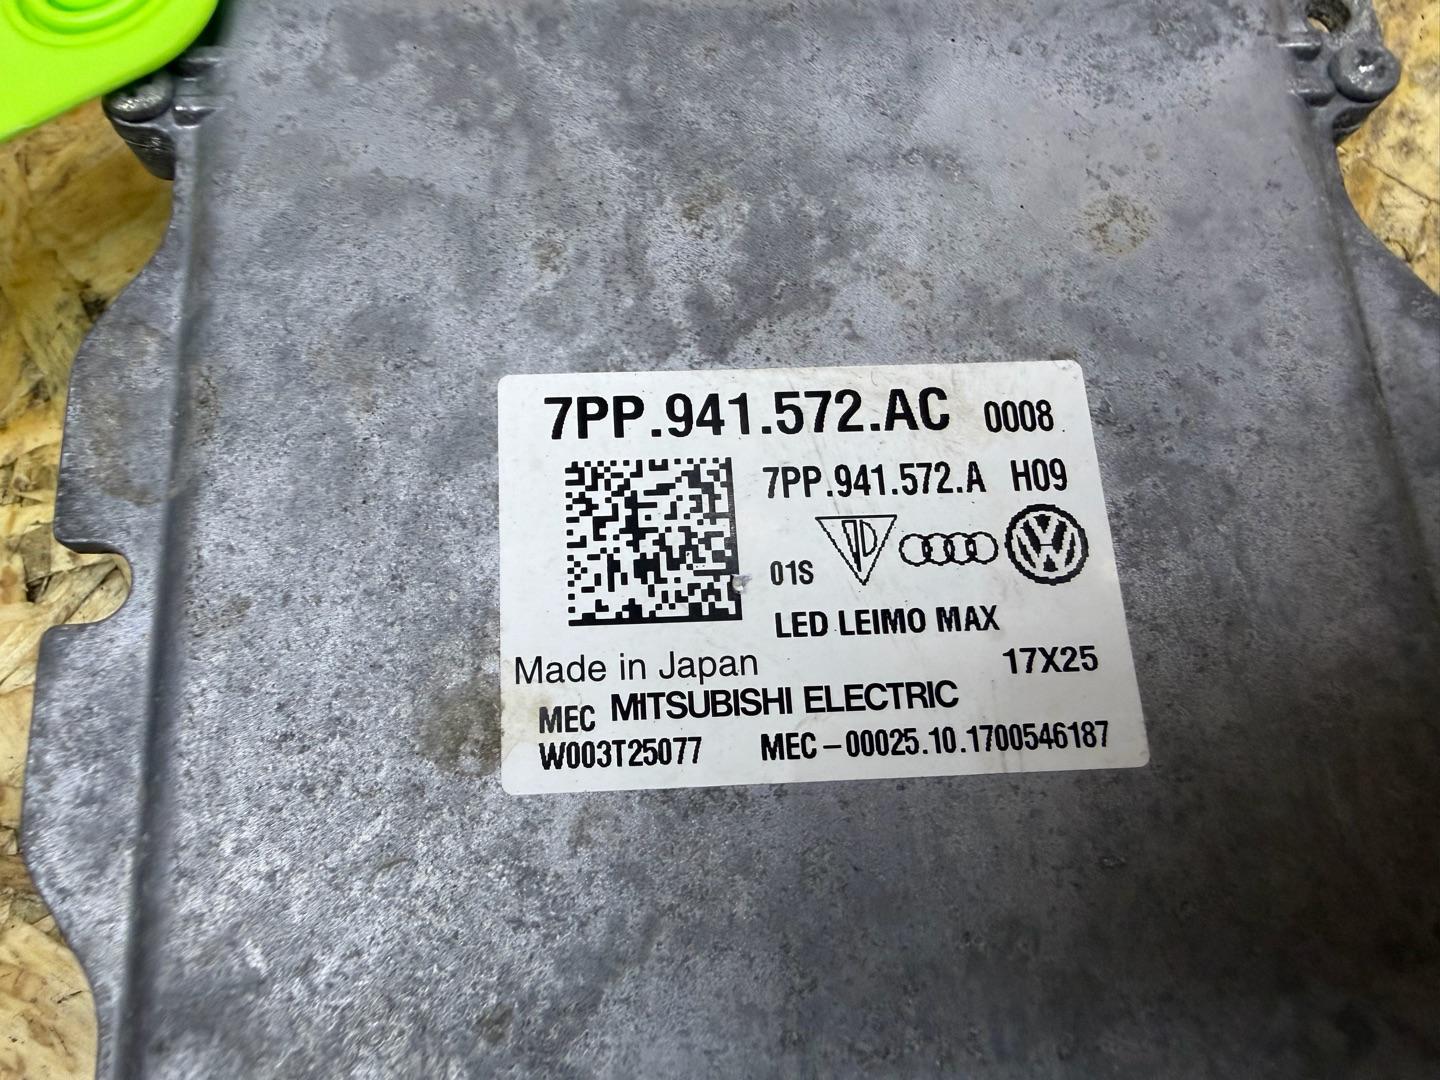 7PP.941.572.AC 0008
7PP.941.572.A H09
01S
LED LEIMO MAX
Made in Japan 17X25
MEC MITSUBISHI ELECTRIC
W003T25077 MEC-00025.10.1700546187